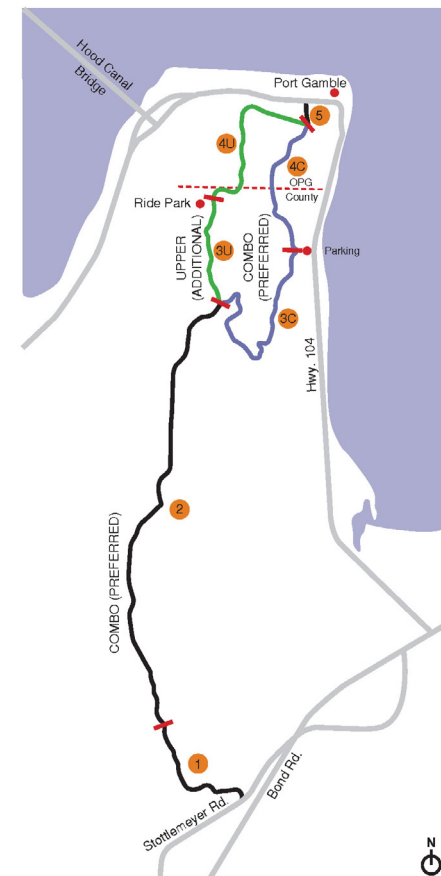 Hood Canal
Bridge
Port Gamble
5
4U
4C
OPG
County
Ride Park
UPPER
(ADDITIONAL)
3U
COMBO
(PREFERRED)
Parking
3C
Hwy. 104
2
COMBO (PREFERRED)
1
Stottlemeyer Rd.
Bond Rd.
N